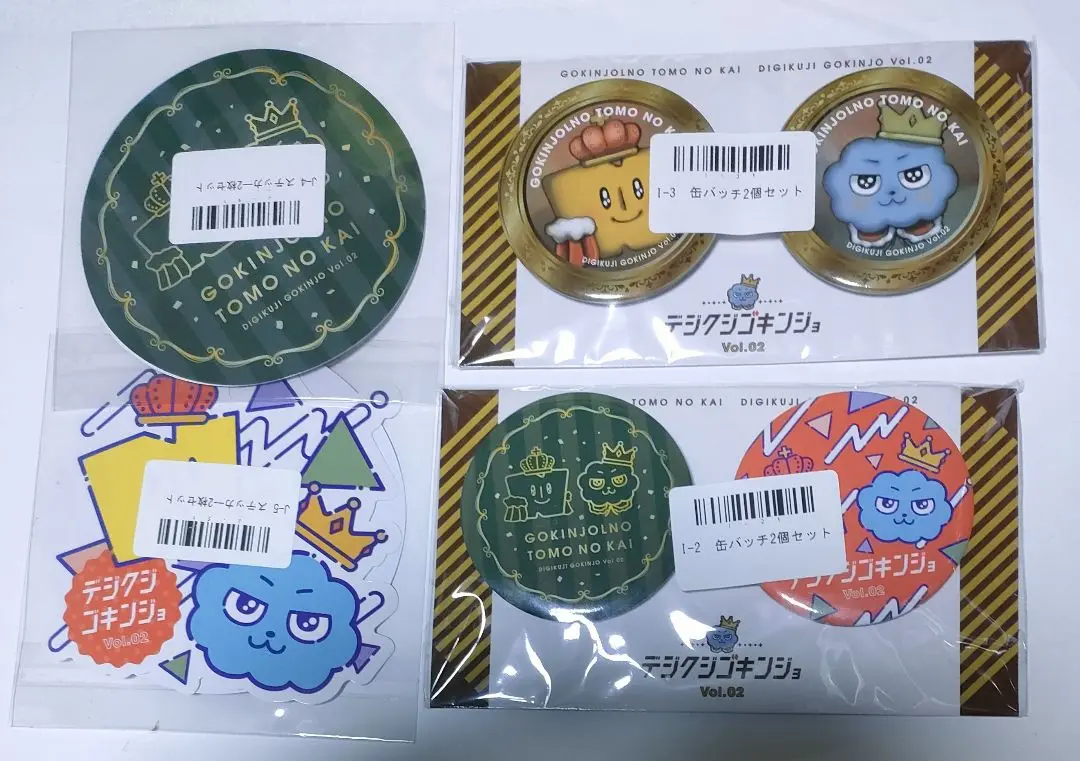 J-4 ステッカー2枚セット
GOKINJOLNO
TOMO NO KAI
DIGIKUJI GOKINJO Vol.02
J-5 ステッカー2枚セット
デジクジ
ゴキンジョ
Vol.02
GOKINJOLNO TOMO NO KAI DIGIKUJI GOKINJO Vol.02
GOKINJOLNO TOMO NO KAI
DIGIKUJI GOKINJO Vol.02
I-3 缶バッチ2個セット
TOMO NO KAI
DIGIKUJI GOKINJO Vol.02
デジクジゴキンジョ
Vol.02
TOMO NO KAI DIGIKUJI 02
GOKINJOLNO
TOMO NO KAI
DIGIKUJI GOKINJO Vol.02
I-2 缶バッチ2個セット
デジクジゴキンジョ
Vol.02
デジクジゴキンジョ
Vol.02